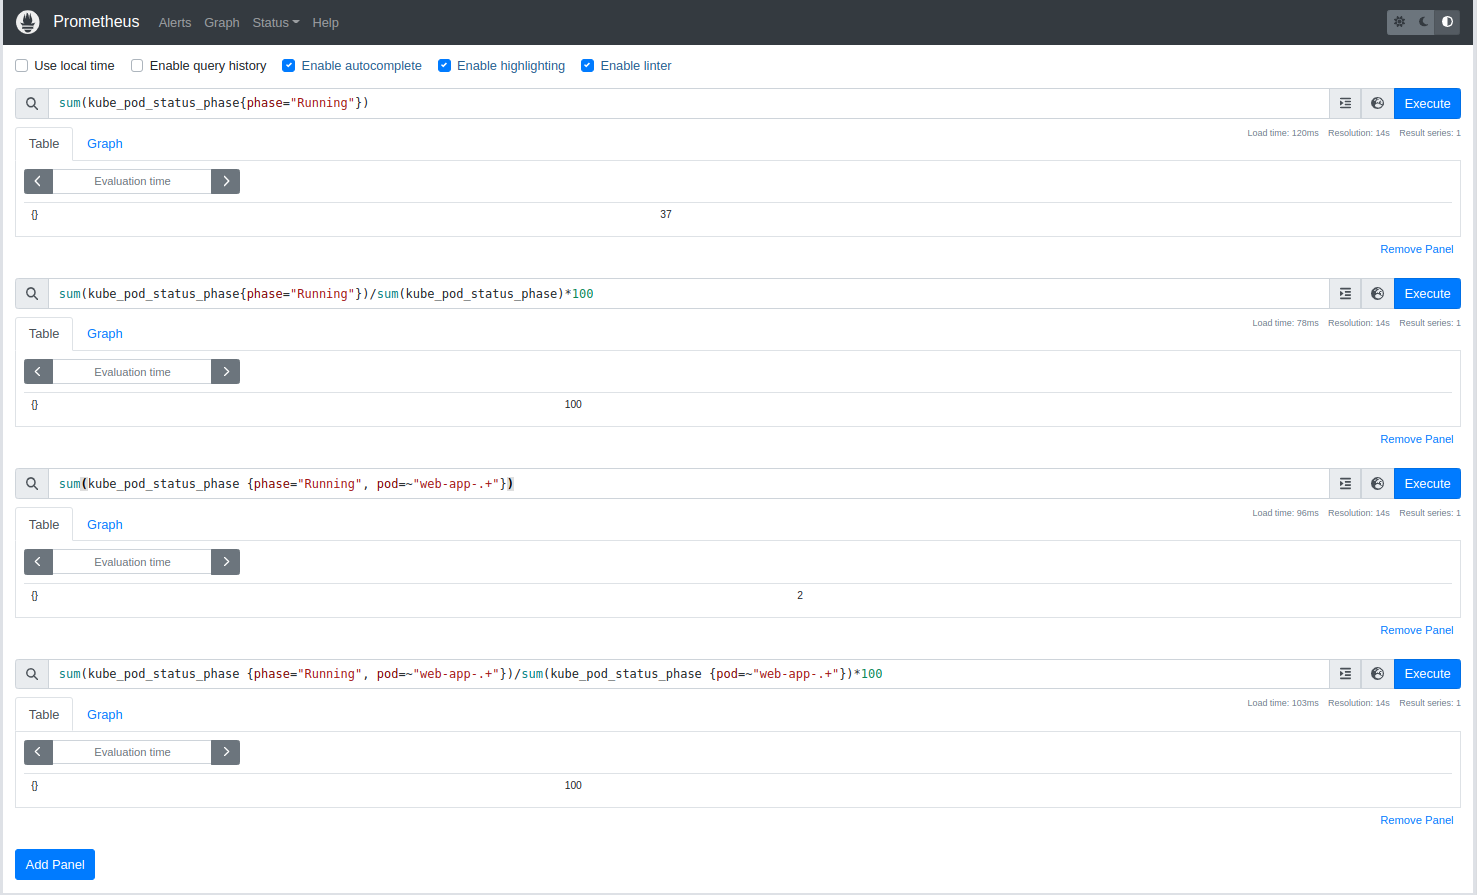 Prometheus Alerts Graph Status Help
Use local time Enable query history Enable autocomplete Enable highlighting Enable linter
sum(kube_pod_status_phase{phase="Running"}) Execute
Load time: 120ms Resolution: 14s Result series: 1
Table Graph
Evaluation time
{} 37
Remove Panel
sum(kube_pod_status_phase{phase="Running"})/sum(kube_pod_status_phase)*100 Execute
Load time: 78ms Resolution: 14s Result series: 1
Table Graph
Evaluation time
{} 100
Remove Panel
sum(kube_pod_status_phase {phase="Running", pod=~"web-app-.+"}) Execute
Load time: 96ms Resolution: 14s Result series: 1
Table Graph
Evaluation time
{} 2
Remove Panel
sum(kube_pod_status_phase {phase="Running", pod=~"web-app-.+"})/sum(kube_pod_status_phase {pod=~"web-app-.+"})*100 Execute
Load time: 103ms Resolution: 14s Result series: 1
Table Graph
Evaluation time
{} 100
Remove Panel
Add Panel